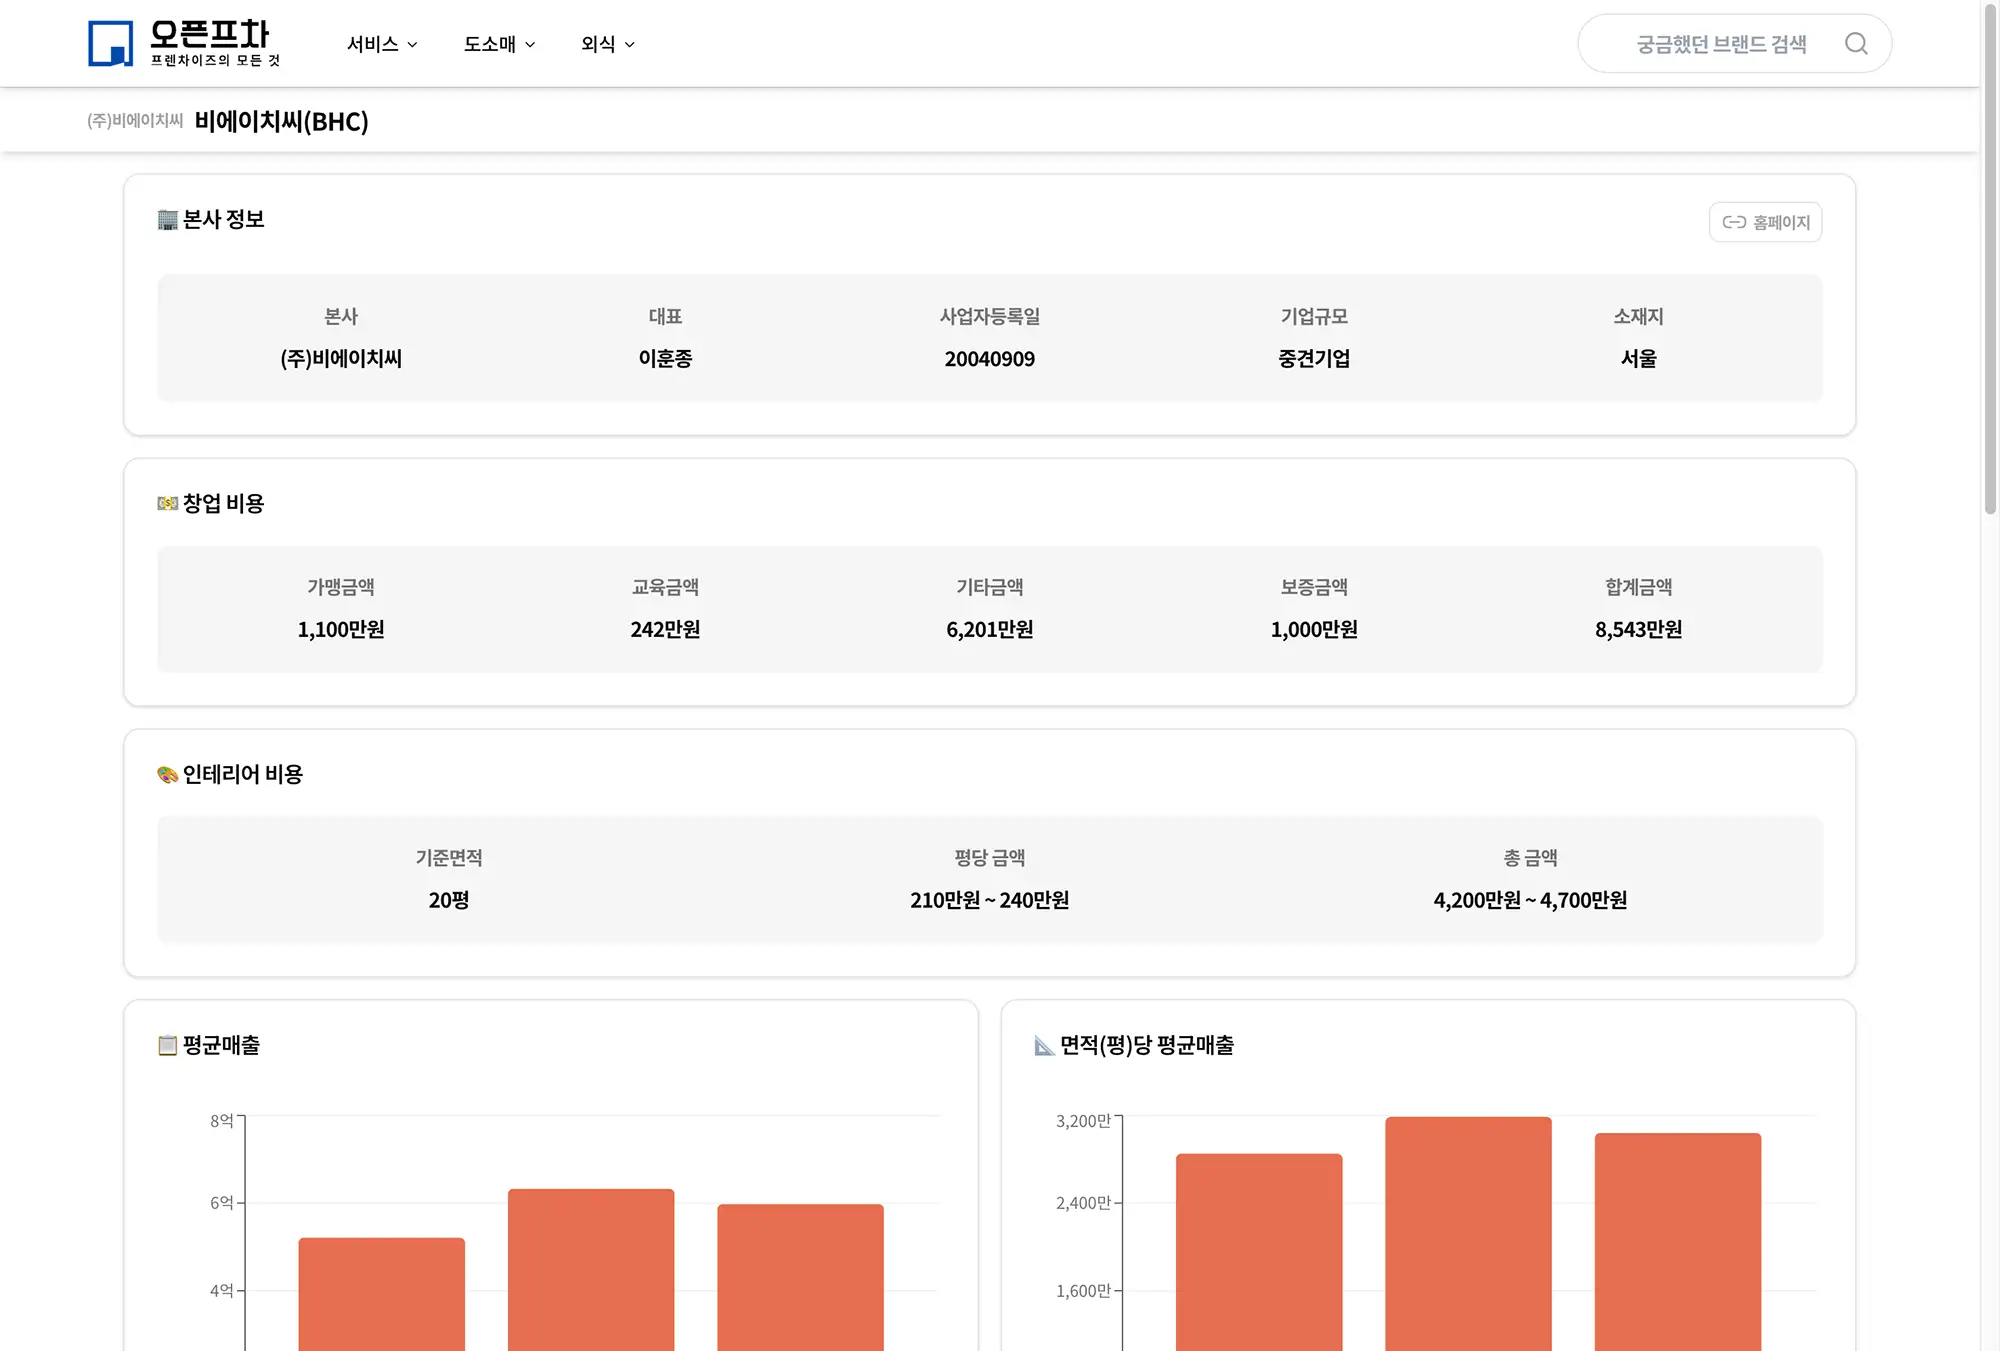 오픈프차
프렌차이즈의 모든 것
서비스 도소매 외식
궁금했던 브랜드 검색
(주)비에이치씨 비에이치씨(BHC)
본사 정보
홈페이지
본사 대표 사업자등록일 기업규모 소재지
(주)비에이치씨 이훈종 20040909 중견기업 서울
창업 비용
가맹금액 교육금액 기타금액 보증금액 합계금액
1,100만원 242만원 6,201만원 1,000만원 8,543만원
인테리어 비용
기준면적 평당 금액 총 금액
20평 210만원 ~ 240만원 4,200만원 ~ 4,700만원
평균매출
8억
6억
4억
면적(평)당 평균매출
3,200만
2,400만
1,600만